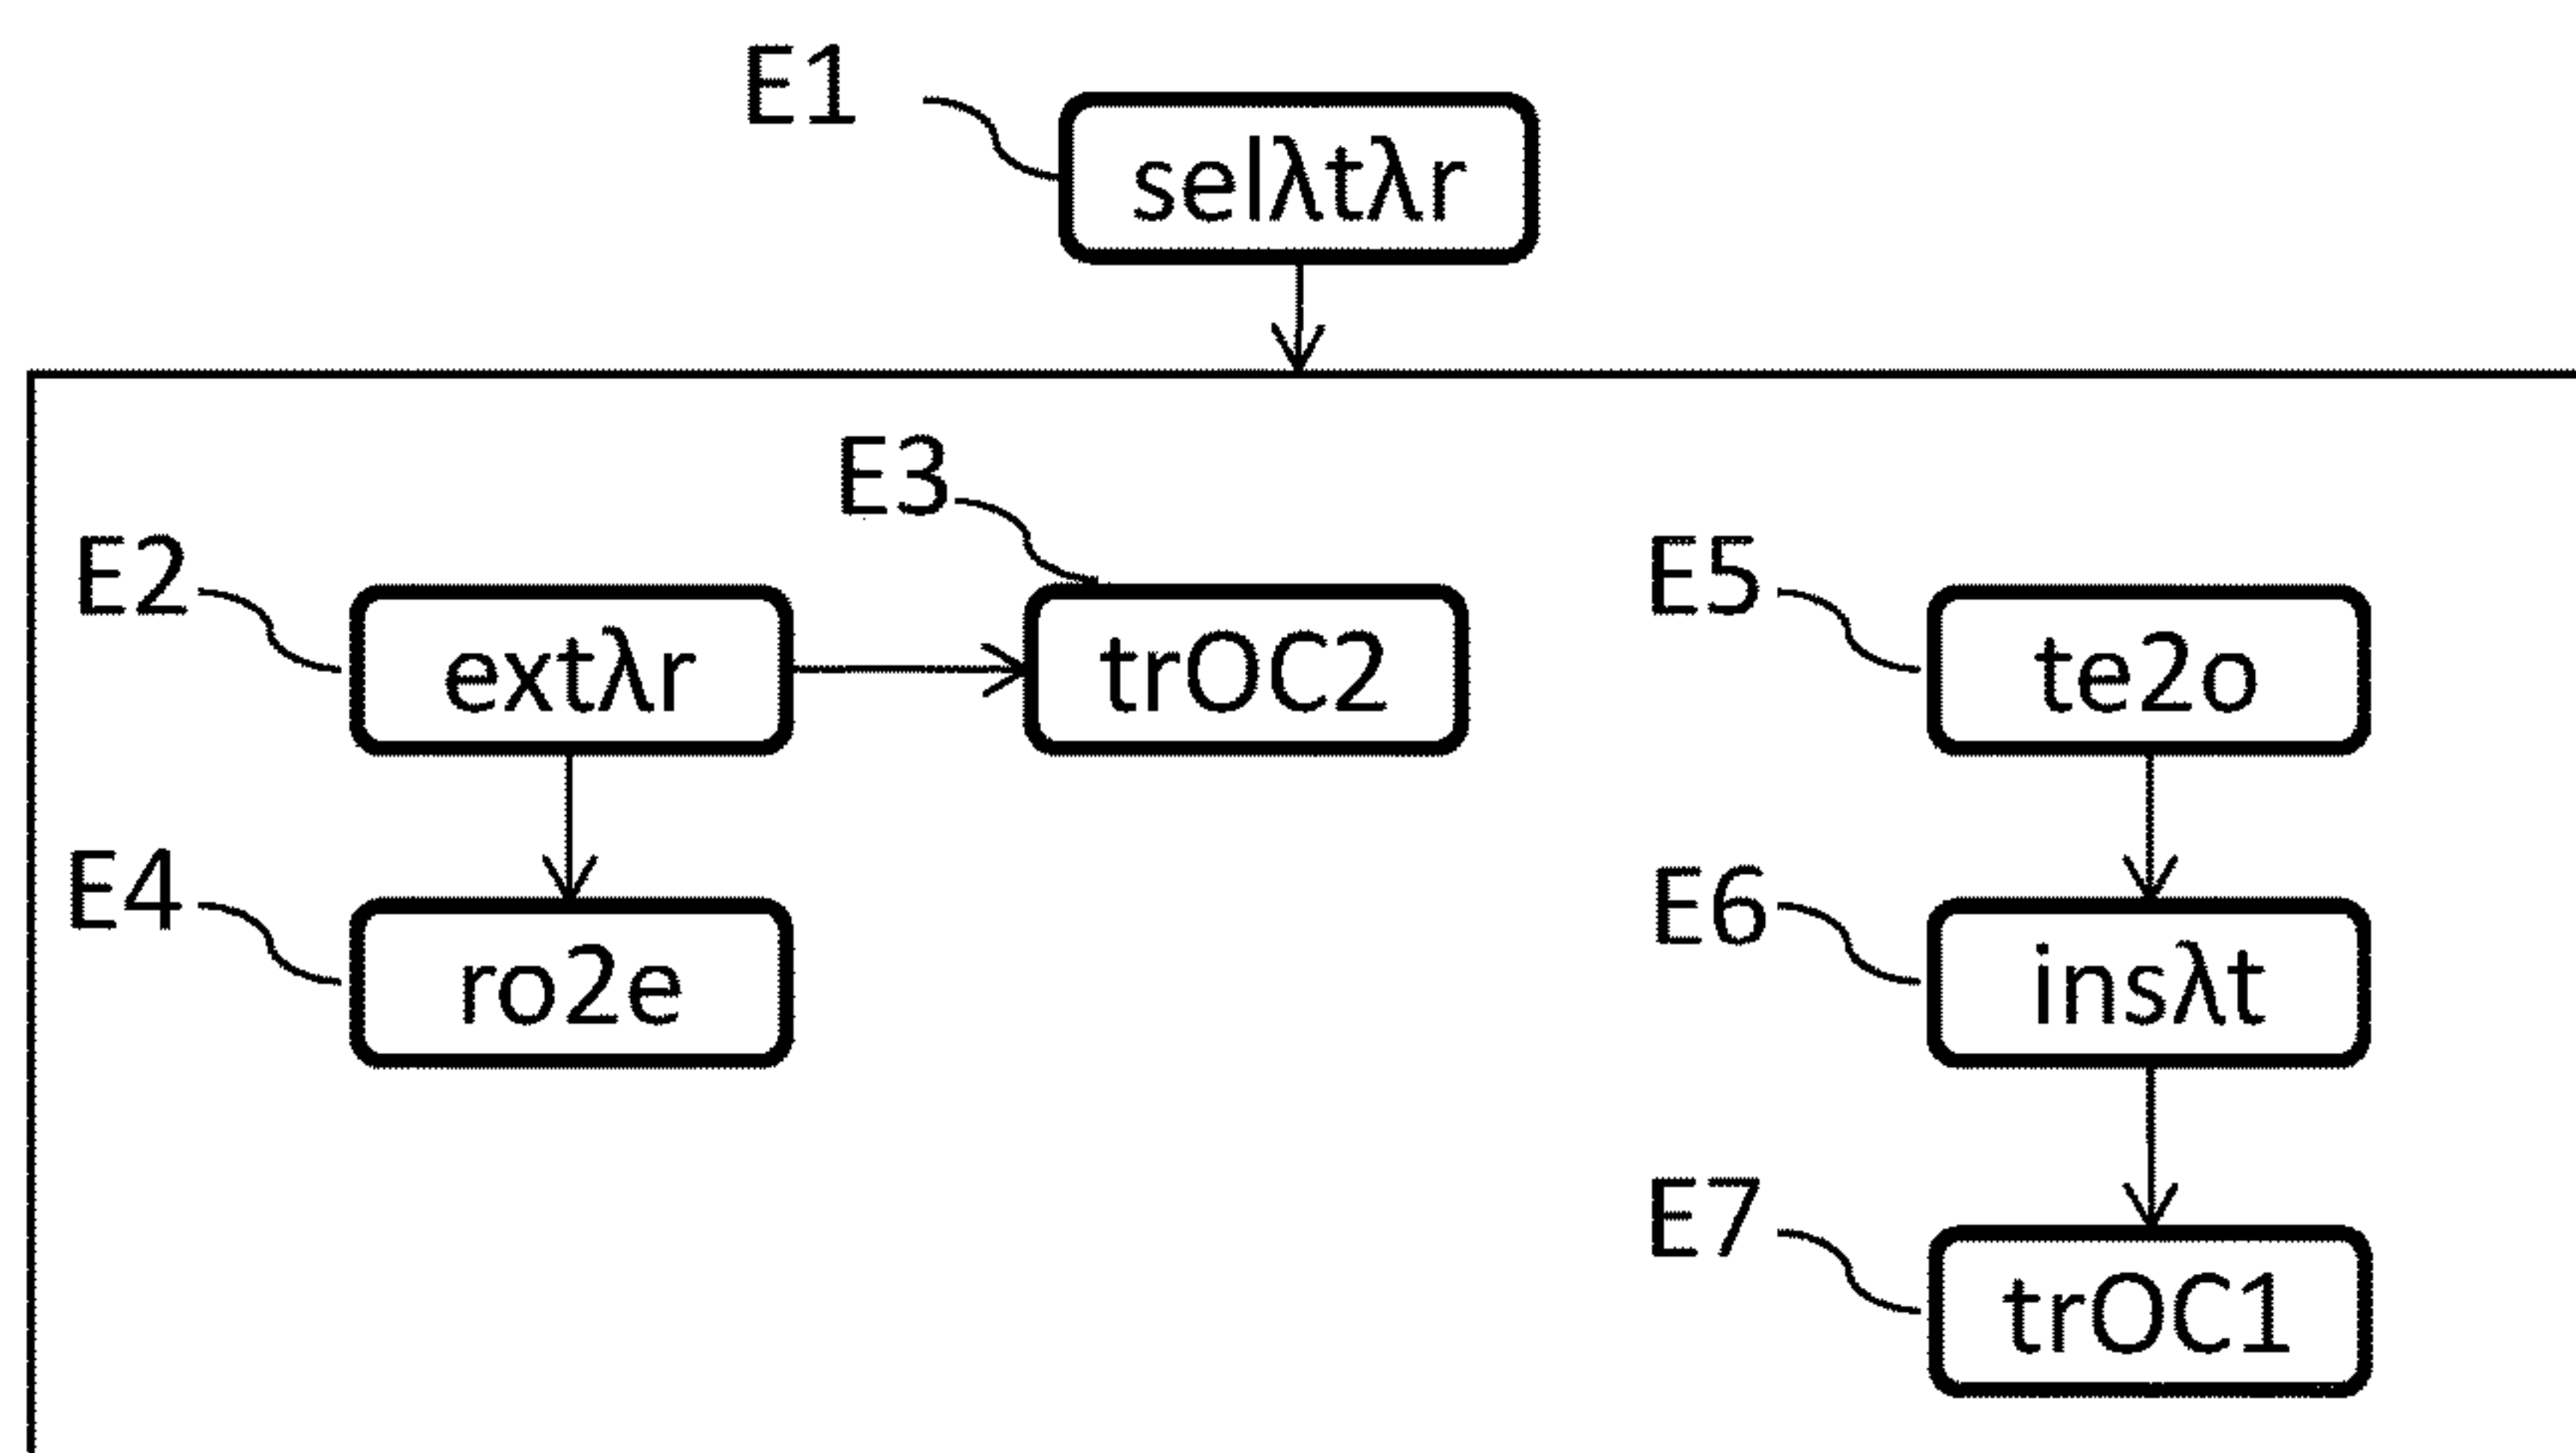 E1
selλtλr
E3
E2
extλr
trOC2
E5
te2o
E4
ro2e
E6
insλt
E7
trOC1